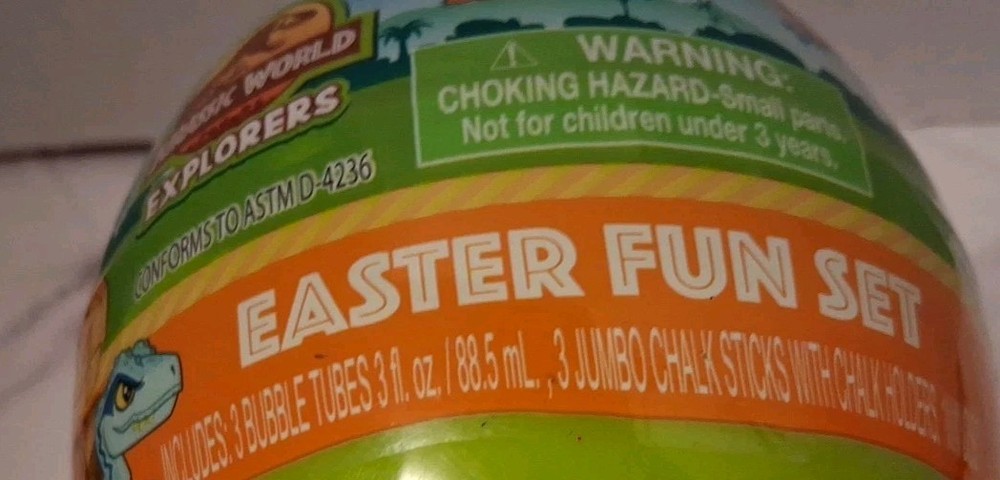 WORLD
EXPLORERS
CONFORMS TO ASTM D-4236
WARNING:
CHOKING HAZARD-Small parts.
Not for children under 3 years.
EASTER FUN SET
INCLUDES: 3 BUBBLE TUBES 3 fl. oz. / 88.5 mL. , 3 JUMBO CHALK STICKS WITH CHALK HOLDERS,